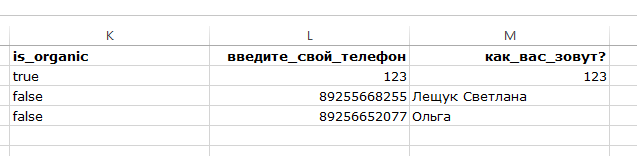 K L M
is_organic введите_свой_телефон как_вас_зовут?
true 123 123
false 89255668255 Лещук Светлана
false 89256652077 Ольга